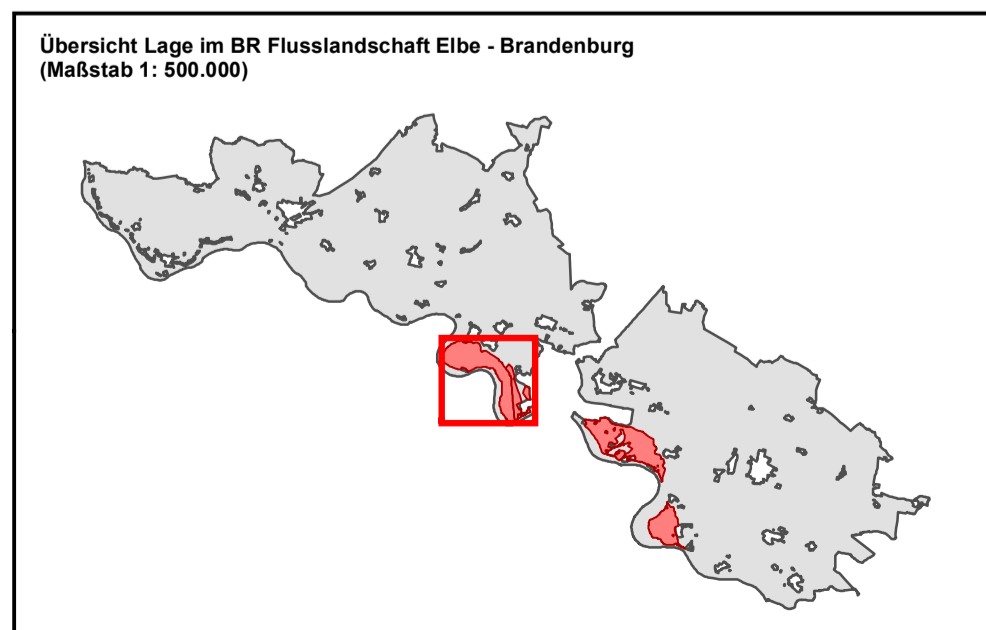 Übersicht Lage im BR Flusslandschaft Elbe - Brandenburg
(Maßstab 1: 500.000)